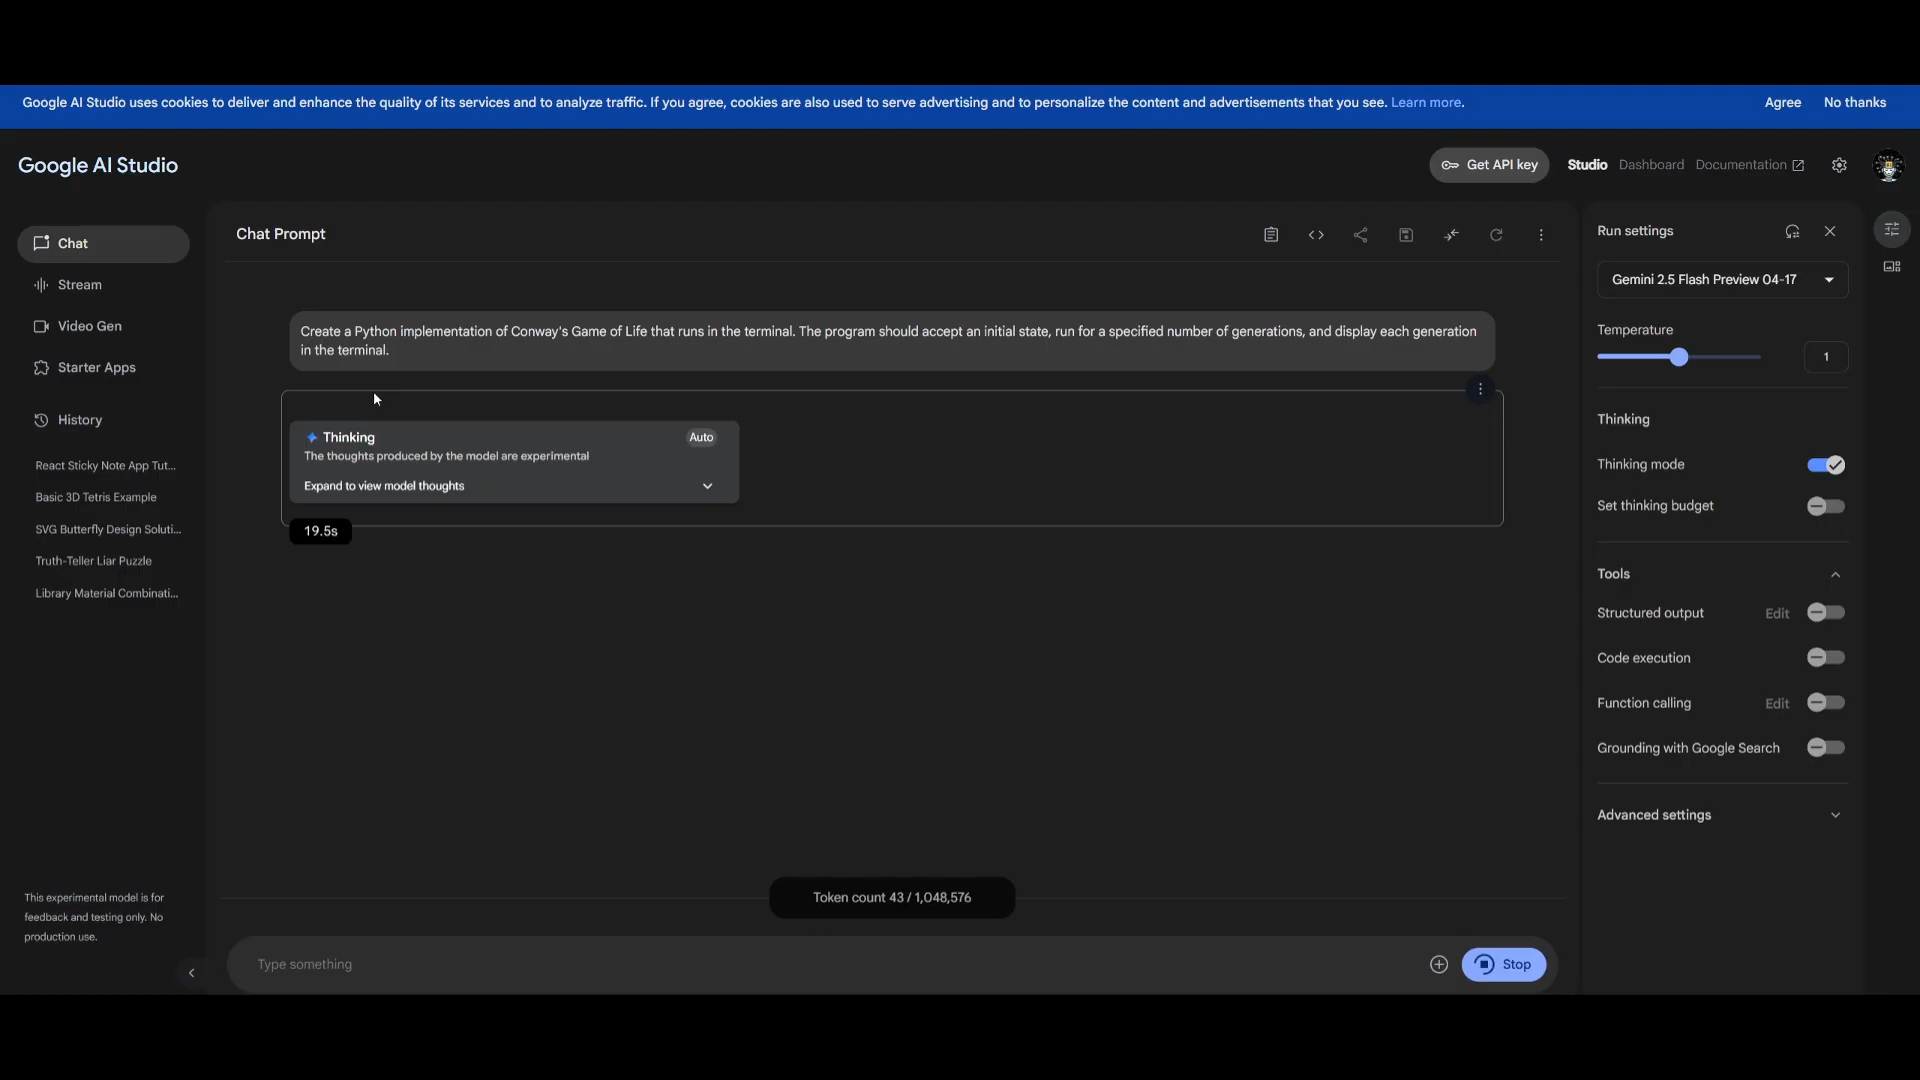 Google AI Studio uses cookies to deliver and enhance the quality of its services and to analyze traffic. If you agree, cookies are also used to serve advertising and to personalize the content and advertisements that you see. Learn more.
Agree
No thanks
Google AI Studio
Get API key
Studio
Dashboard
Documentation
Chat
Stream
Video Gen
Starter Apps
History
React Sticky Note App Tut...
Basic 3D Tetris Example
SVG Butterfly Design Soluti...
Truth-Teller Liar Puzzle
Library Material Combinati...
This experimental model is for
feedback and testing only. No
production use.
Chat Prompt
Create a Python implementation of Conway's Game of Life that runs in the terminal. The program should accept an initial state, run for a specified number of generations, and display each generation
in the terminal.
Thinking
Auto
The thoughts produced by the model are experimental
Expand to view model thoughts
19.5s
Token count 43 / 1,048,576
Type something
Stop
Run settings
Gemini 2.5 Flash Preview 04-17
Temperature
1
Thinking
Thinking mode
Set thinking budget
Tools
Structured output
Edit
Code execution
Function calling
Edit
Grounding with Google Search
Advanced settings